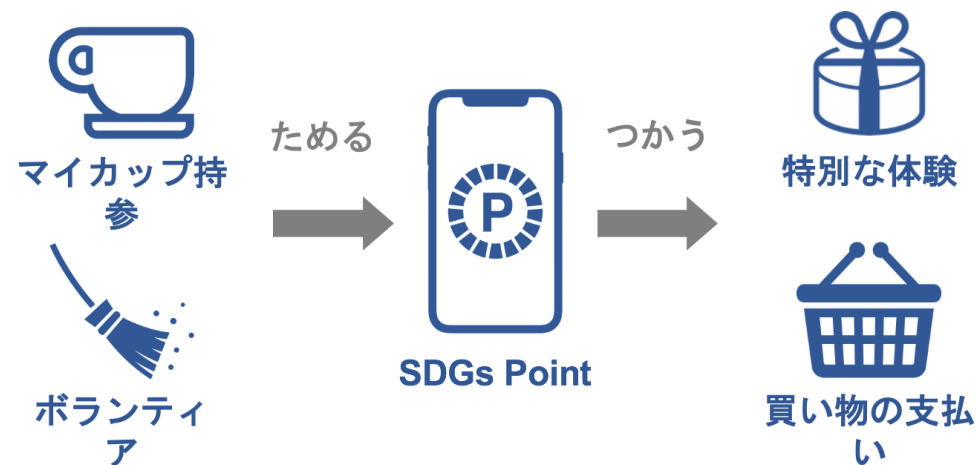 マイカップ持
参
ボランティ
ア
ためる
P
SDGs Point
つかう
特別な体験
買い物の支払
い